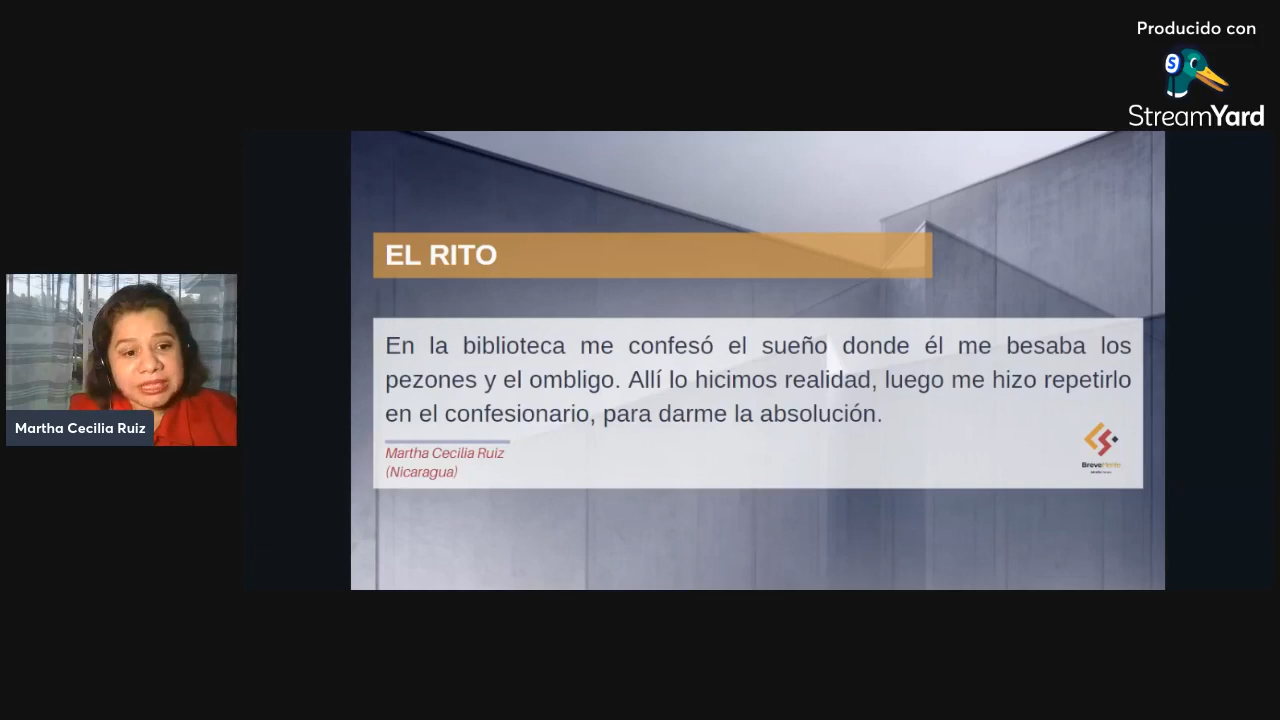 Producido con
S
StreamYard
EL RITO
En la biblioteca me confesó el sueño donde él me besaba los
pezones y el ombligo. Allí lo hicimos realidad, luego me hizo repetirlo
en el confesionario, para darme la absolución.
Martha Cecilia Ruiz
(Nicaragua)
BreveMente
Martha Cecilia Ruiz